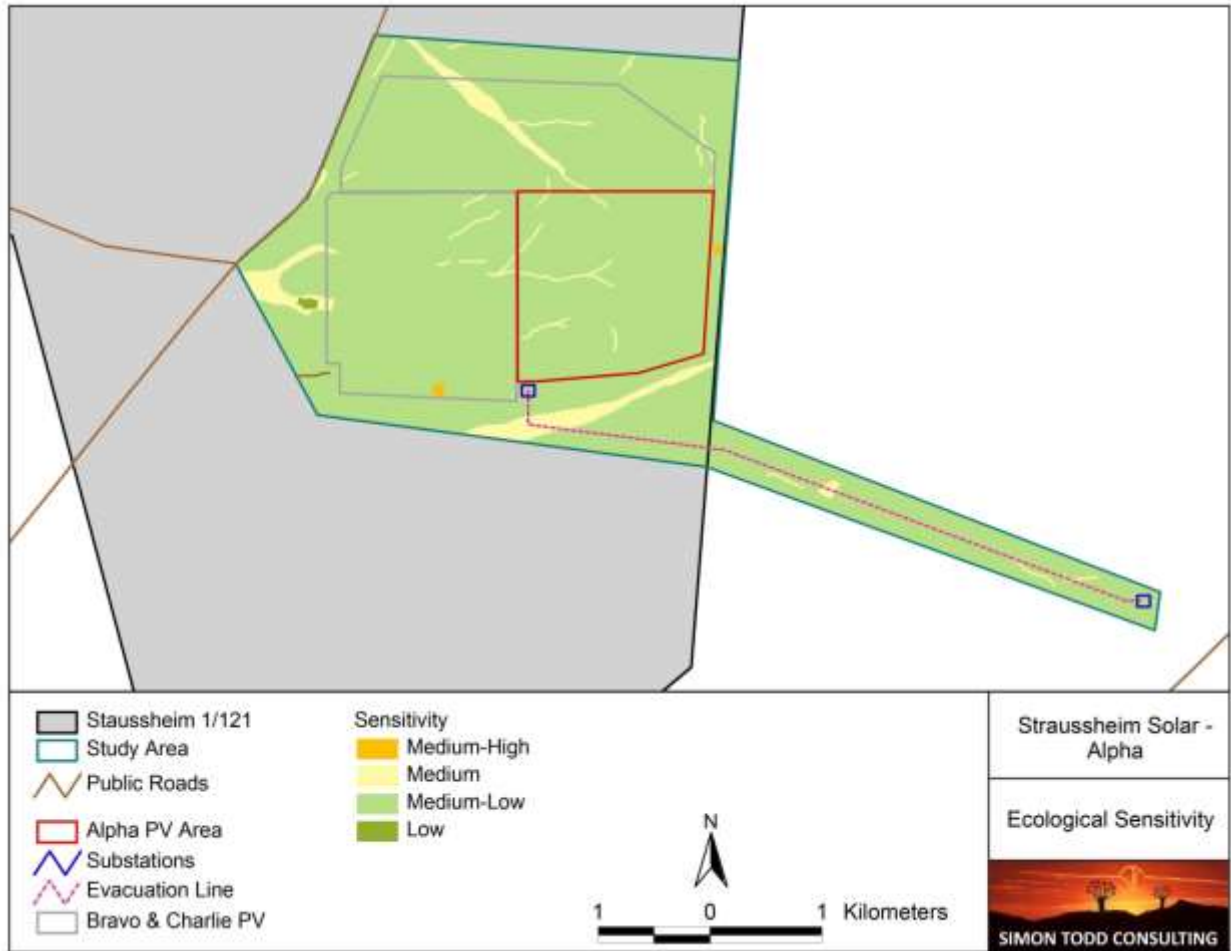 Staussheim 1/121
Study Area
Public Roads
Alpha PV Area
Substations
Evacuation Line
Bravo & Charlie PV
Sensitivity
Medium-High
Medium
Medium-Low
Low
N
1 0 1 Kilometers
Straussheim Solar -
Alpha
Ecological Sensitivity
SIMON TODD CONSULTING